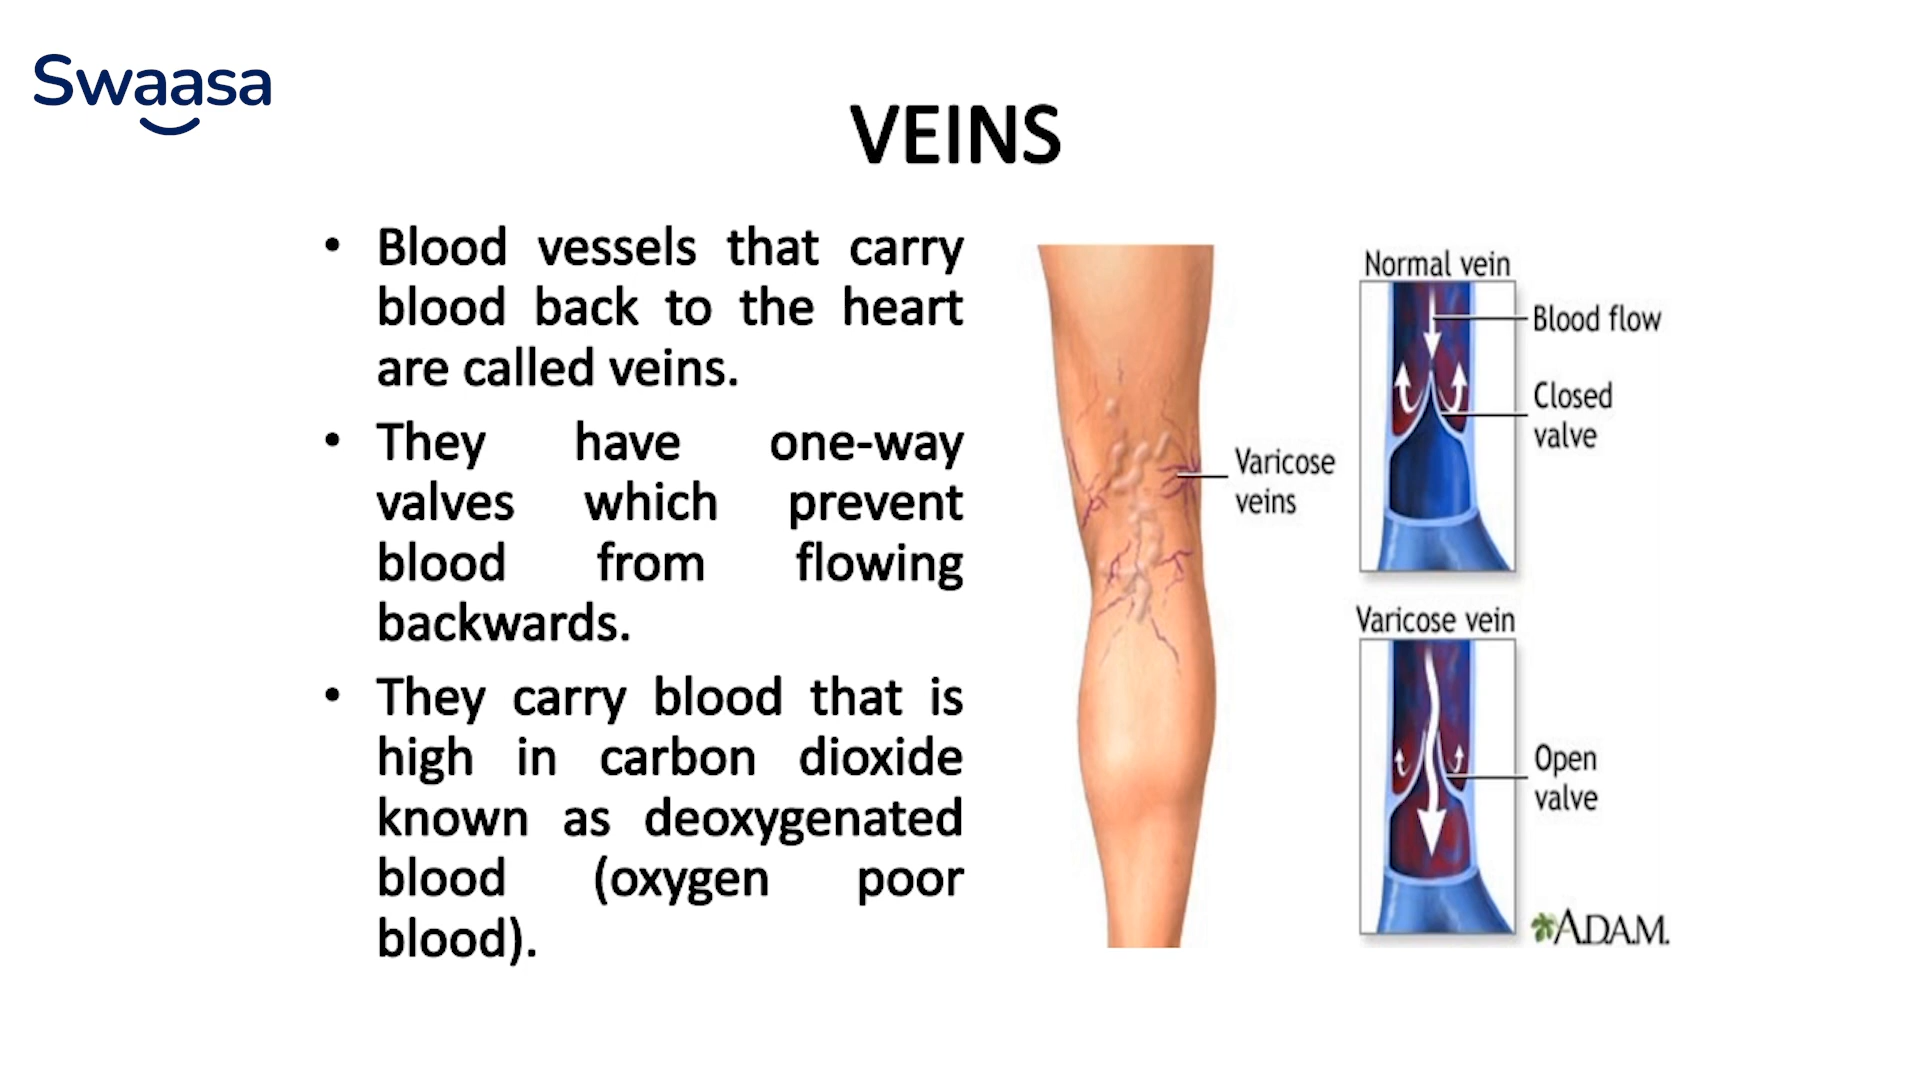 Swaasa
VEINS
• Blood vessels that carry
blood back to the heart
are called veins.
• They have one-way
valves which prevent
blood from flowing
backwards.
• They carry blood that is
high in carbon dioxide
known as deoxygenated
blood (oxygen poor
blood).
Varicose
veins
Normal vein
Blood flow
Closed
valve
Varicose vein
Open
valve
A.D.A.M.